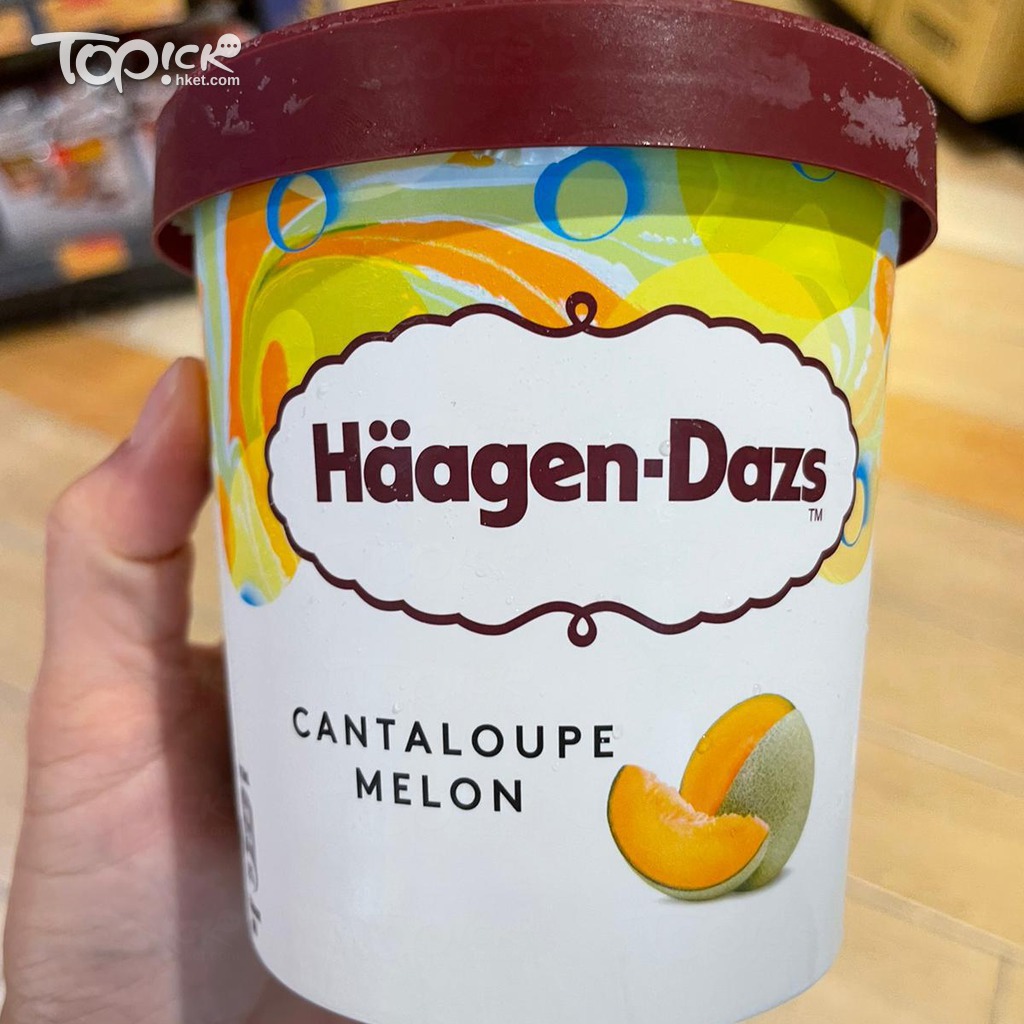 TOPick
hket.com
Häagen-Dazs
TM
CANTALOUPE
MELON